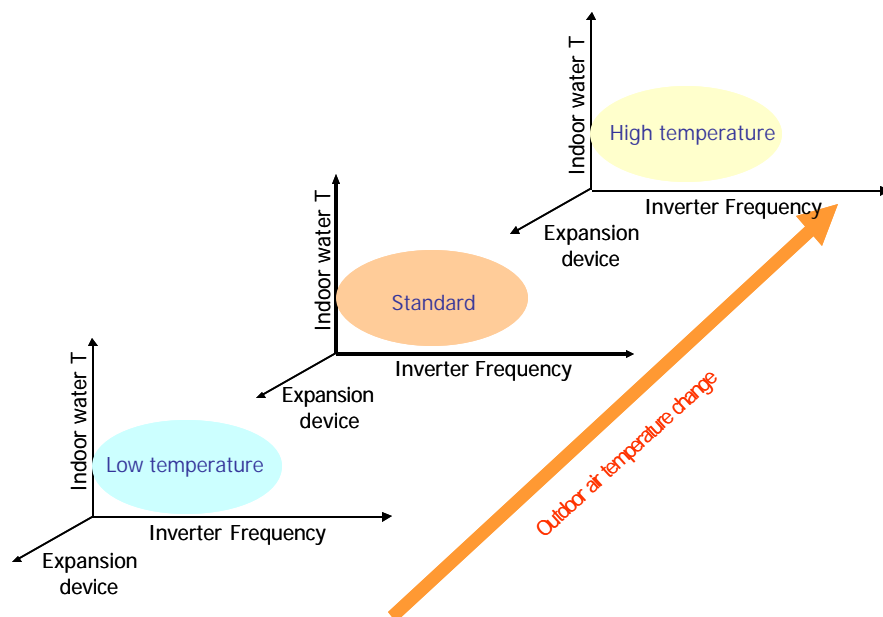 Indoor water T
High temperature
Inverter Frequency
Expansion
device
Indoor water T
Standard
Inverter Frequency
Expansion
device
Indoor water T
Low temperature
Inverter Frequency
Expansion
device
Outdoor air temperature change